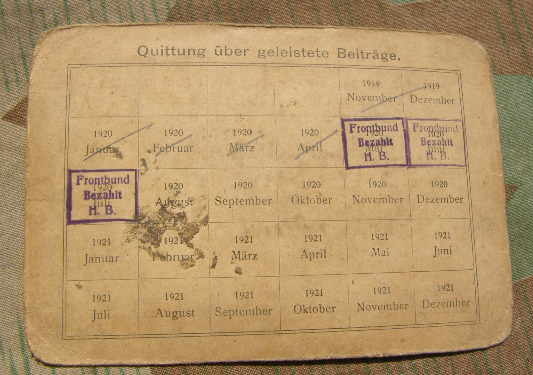 Quittung über geleistete Beiträge.
1919 November
1919 Dezember
1920 Januar
1920 Februar
1920 März
1920 April
Frontbund Bezahlt H. B.
Frontbund Bezahlt H. B.
Frontbund Bezahlt H. B.
1920 August
1920 September
1920 Oktober
1920 November
1920 Dezember
1921 Januar
1921 Februar
1921 März
1921 April
1921 Mai
1921 Juni
1921 Juli
1921 August
1921 September
1921 Oktober
1921 November
1921 Dezember